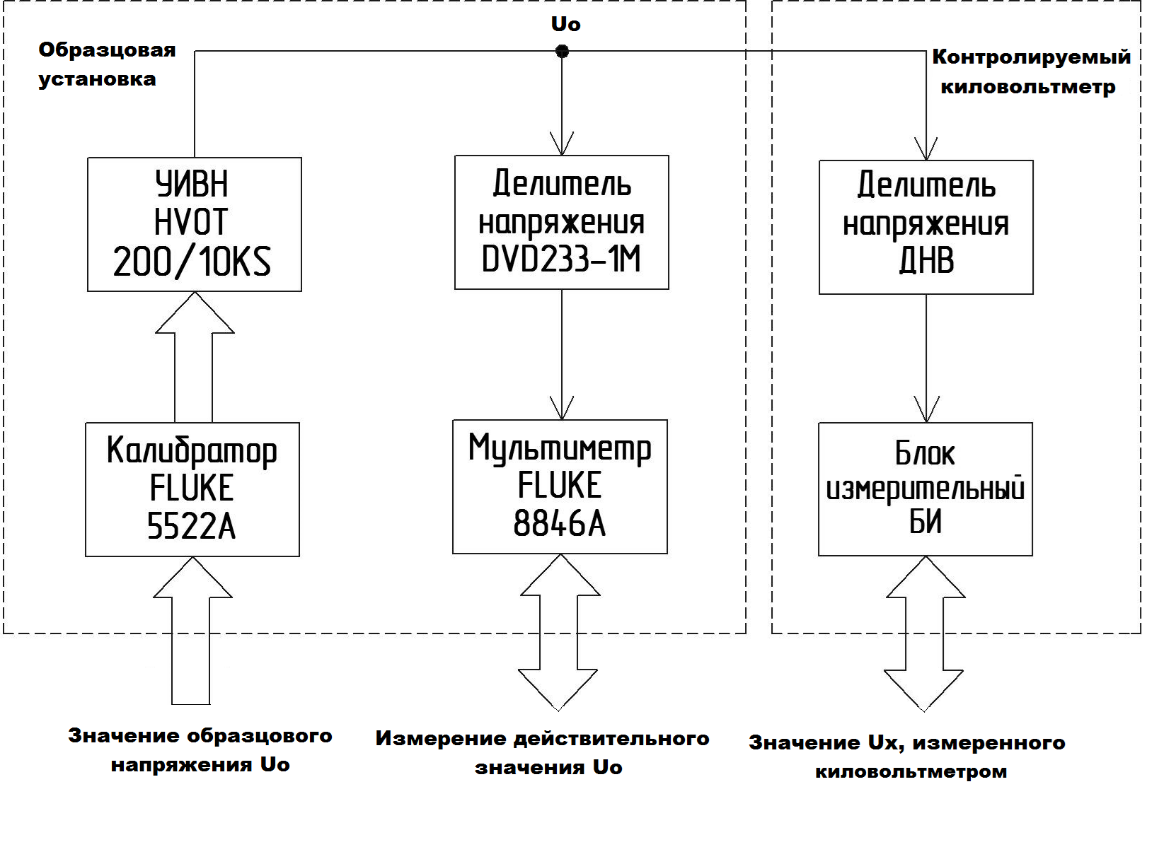 Uo
Образцовая
установка
Контролируемый
киловольтметр
УИВН
HVOT
200/10KS
Делитель
напряжения
DVD233-1М
Делитель
напряжения
ДНВ
Калибратор
FLUKE
5522A
Мультиметр
FLUKE
8846A
Блок
измерительный
БИ
Значение образцового
напряжения Uo
Измерение действительного
значения Uo
Значение Ux, измеренного
киловольтметром